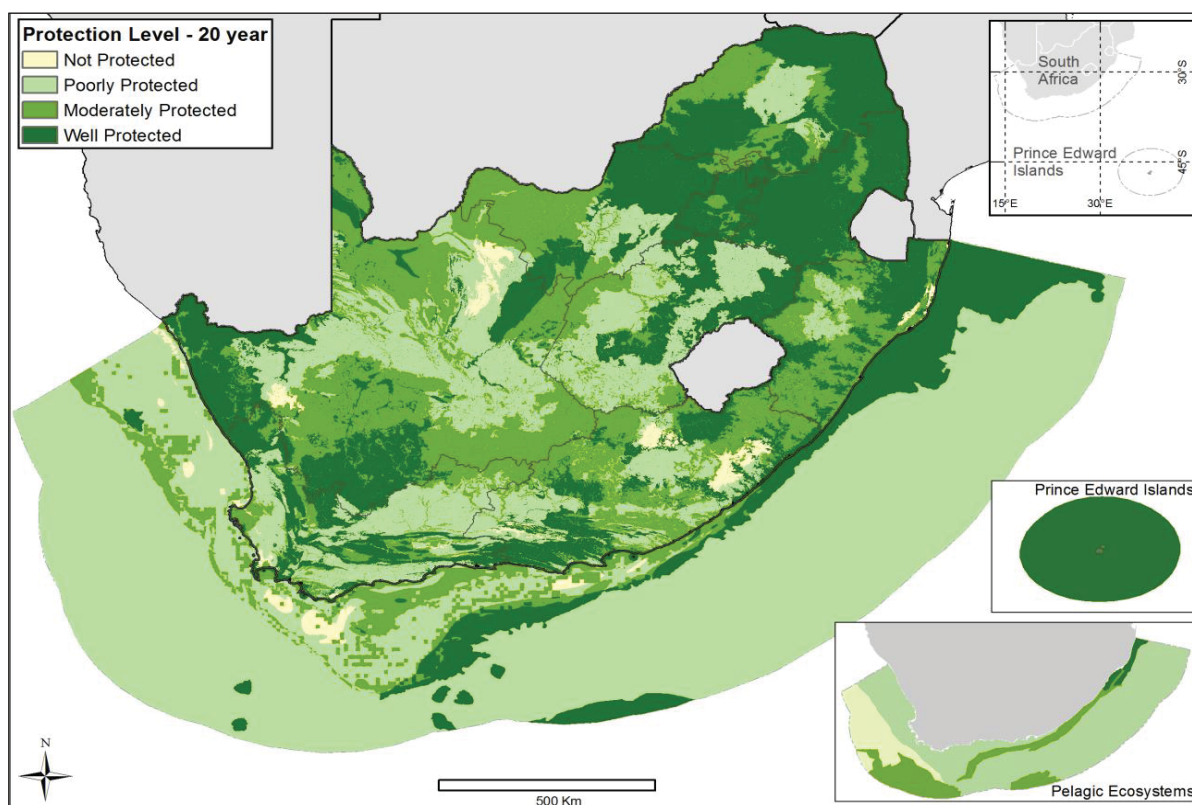 Protection Level - 20 year
Not Protected
Poorly Protected
Moderately Protected
Well Protected
South
Africa
30°S
Prince Edward
Islands
45°S
15°E
30°E
Prince Edward Islands
Pelagic Ecosystems
N
500 Km